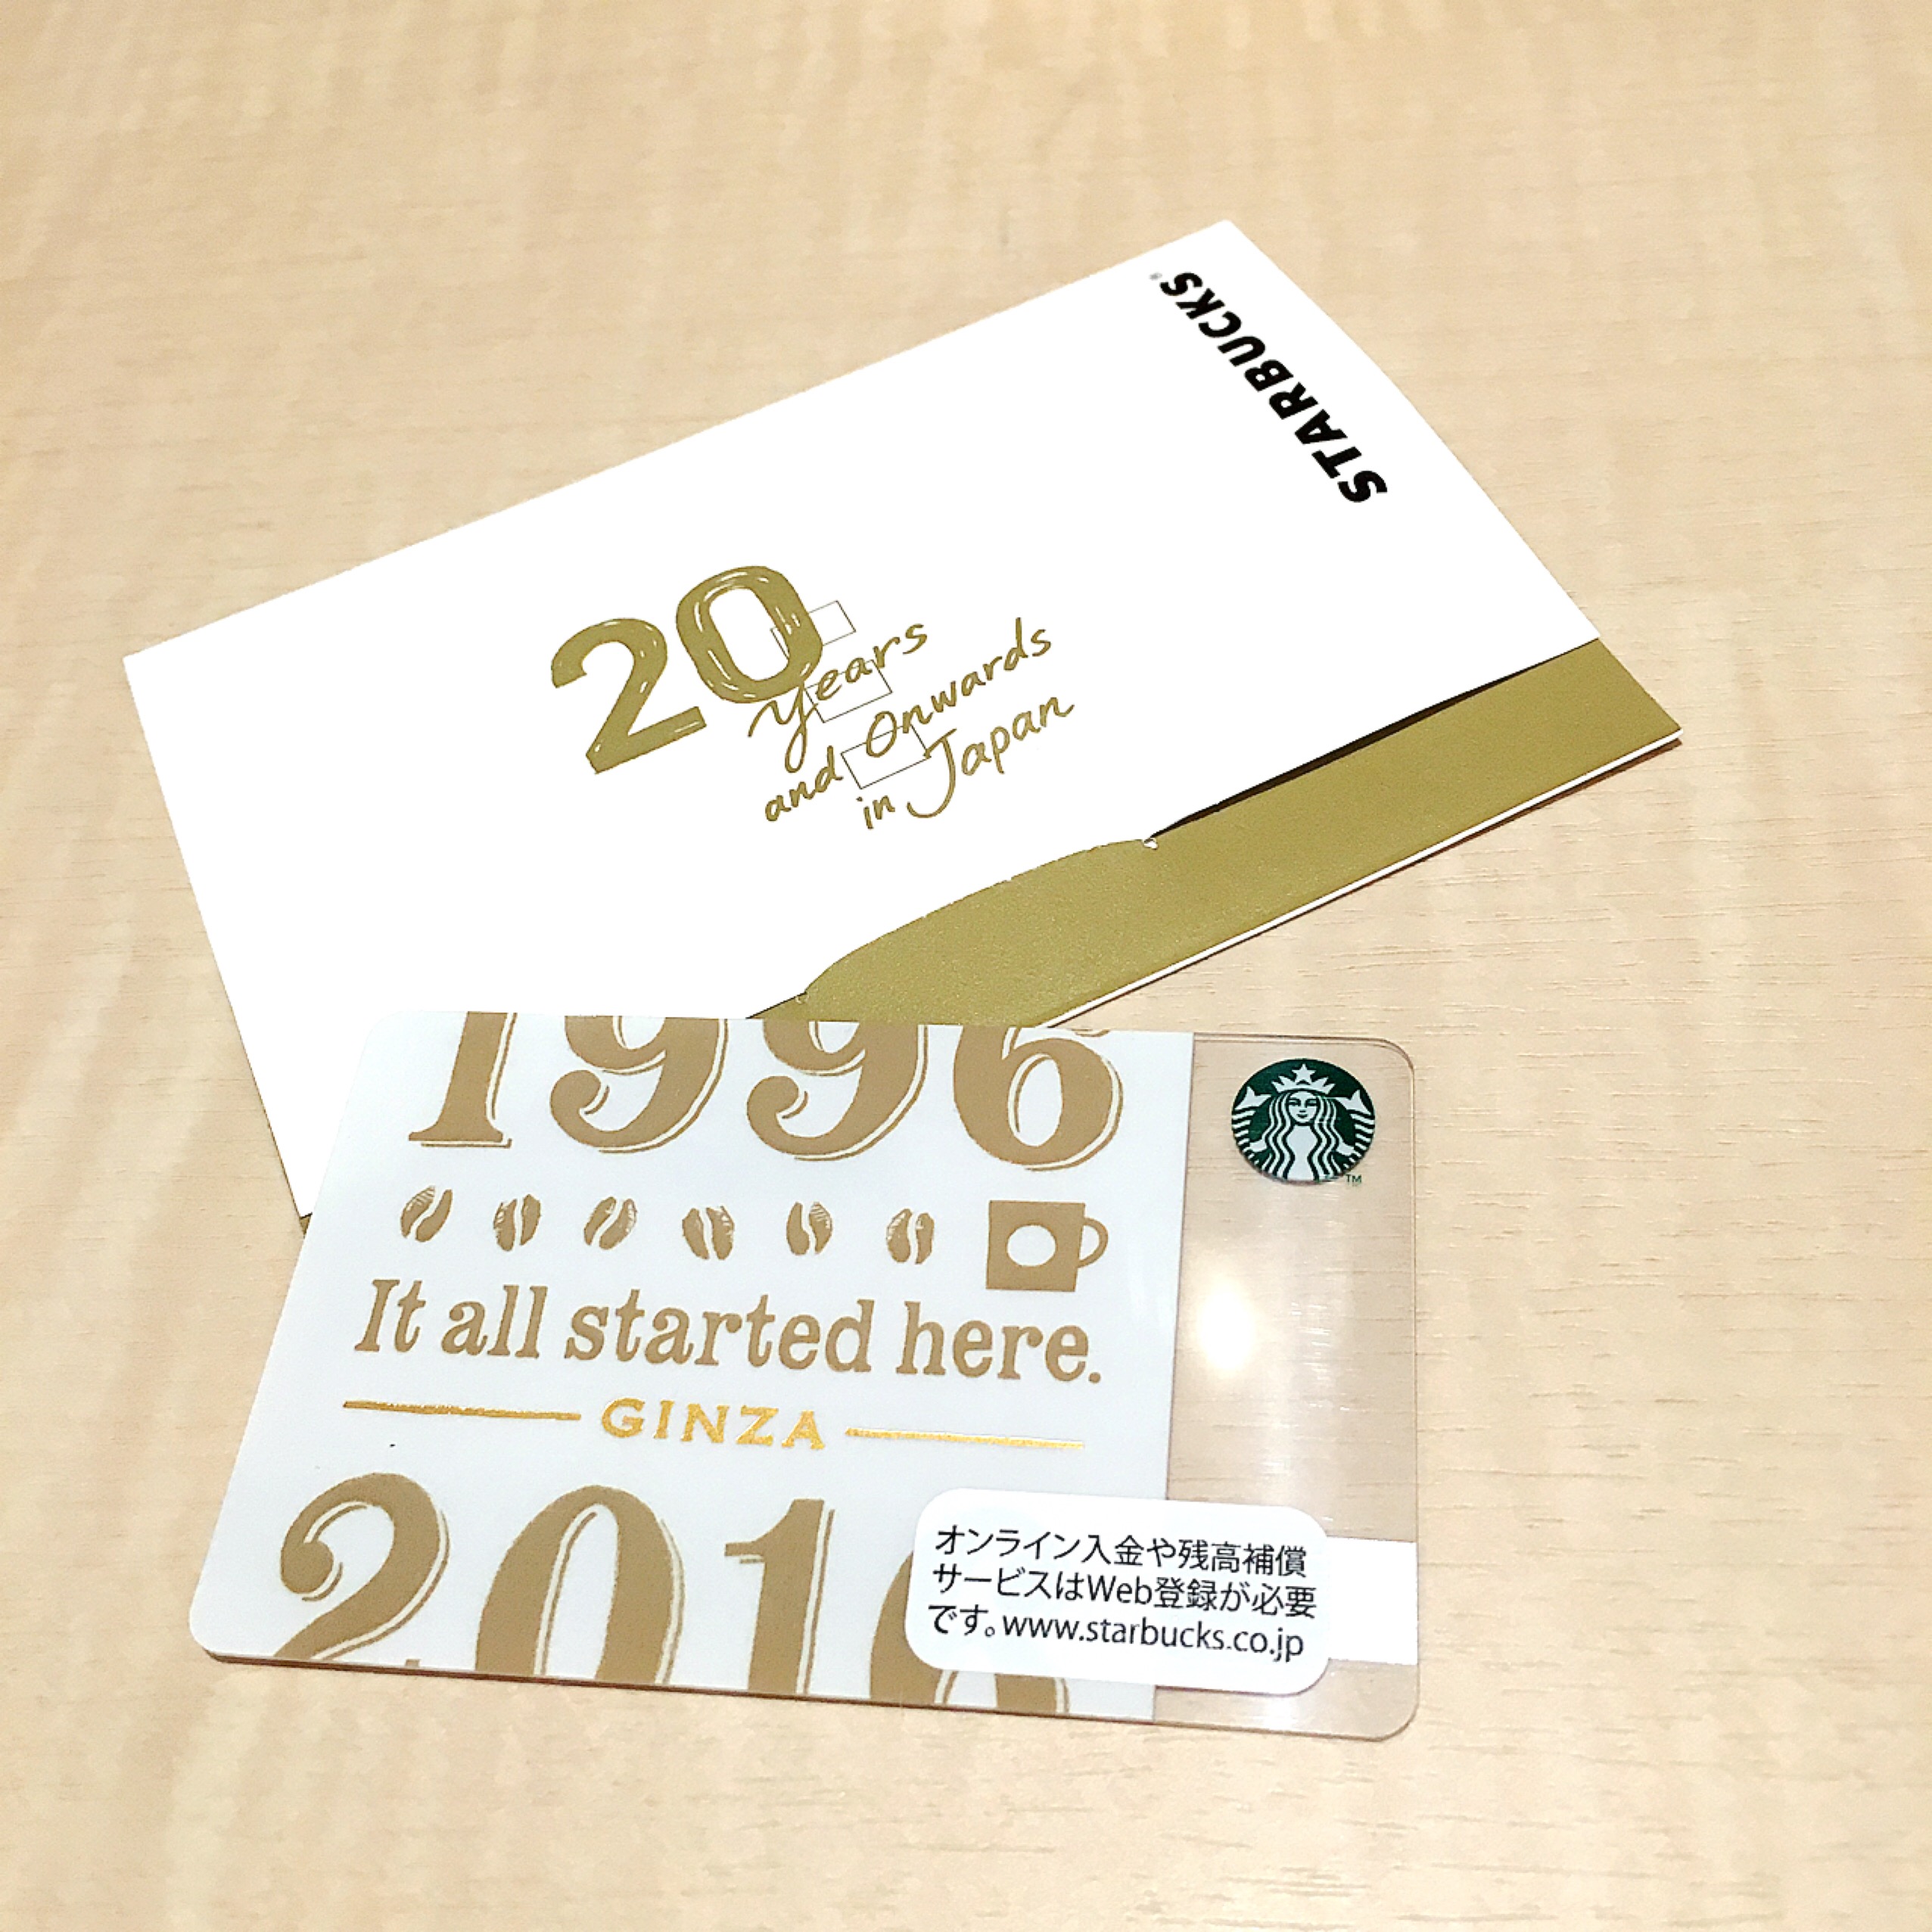 STARBUCKS®
20
years
and Onwards
in Japan
1996
It all started here.
GINZA
2016
TM
オンライン入金や残高補償
サービスはWeb登録が必要
です。www.starbucks.co.jp